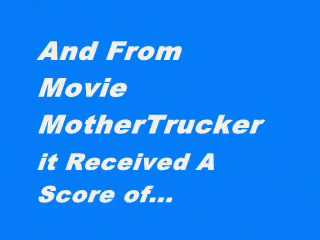 And From
Movie
MotherTrucker
it Received A
Score of...